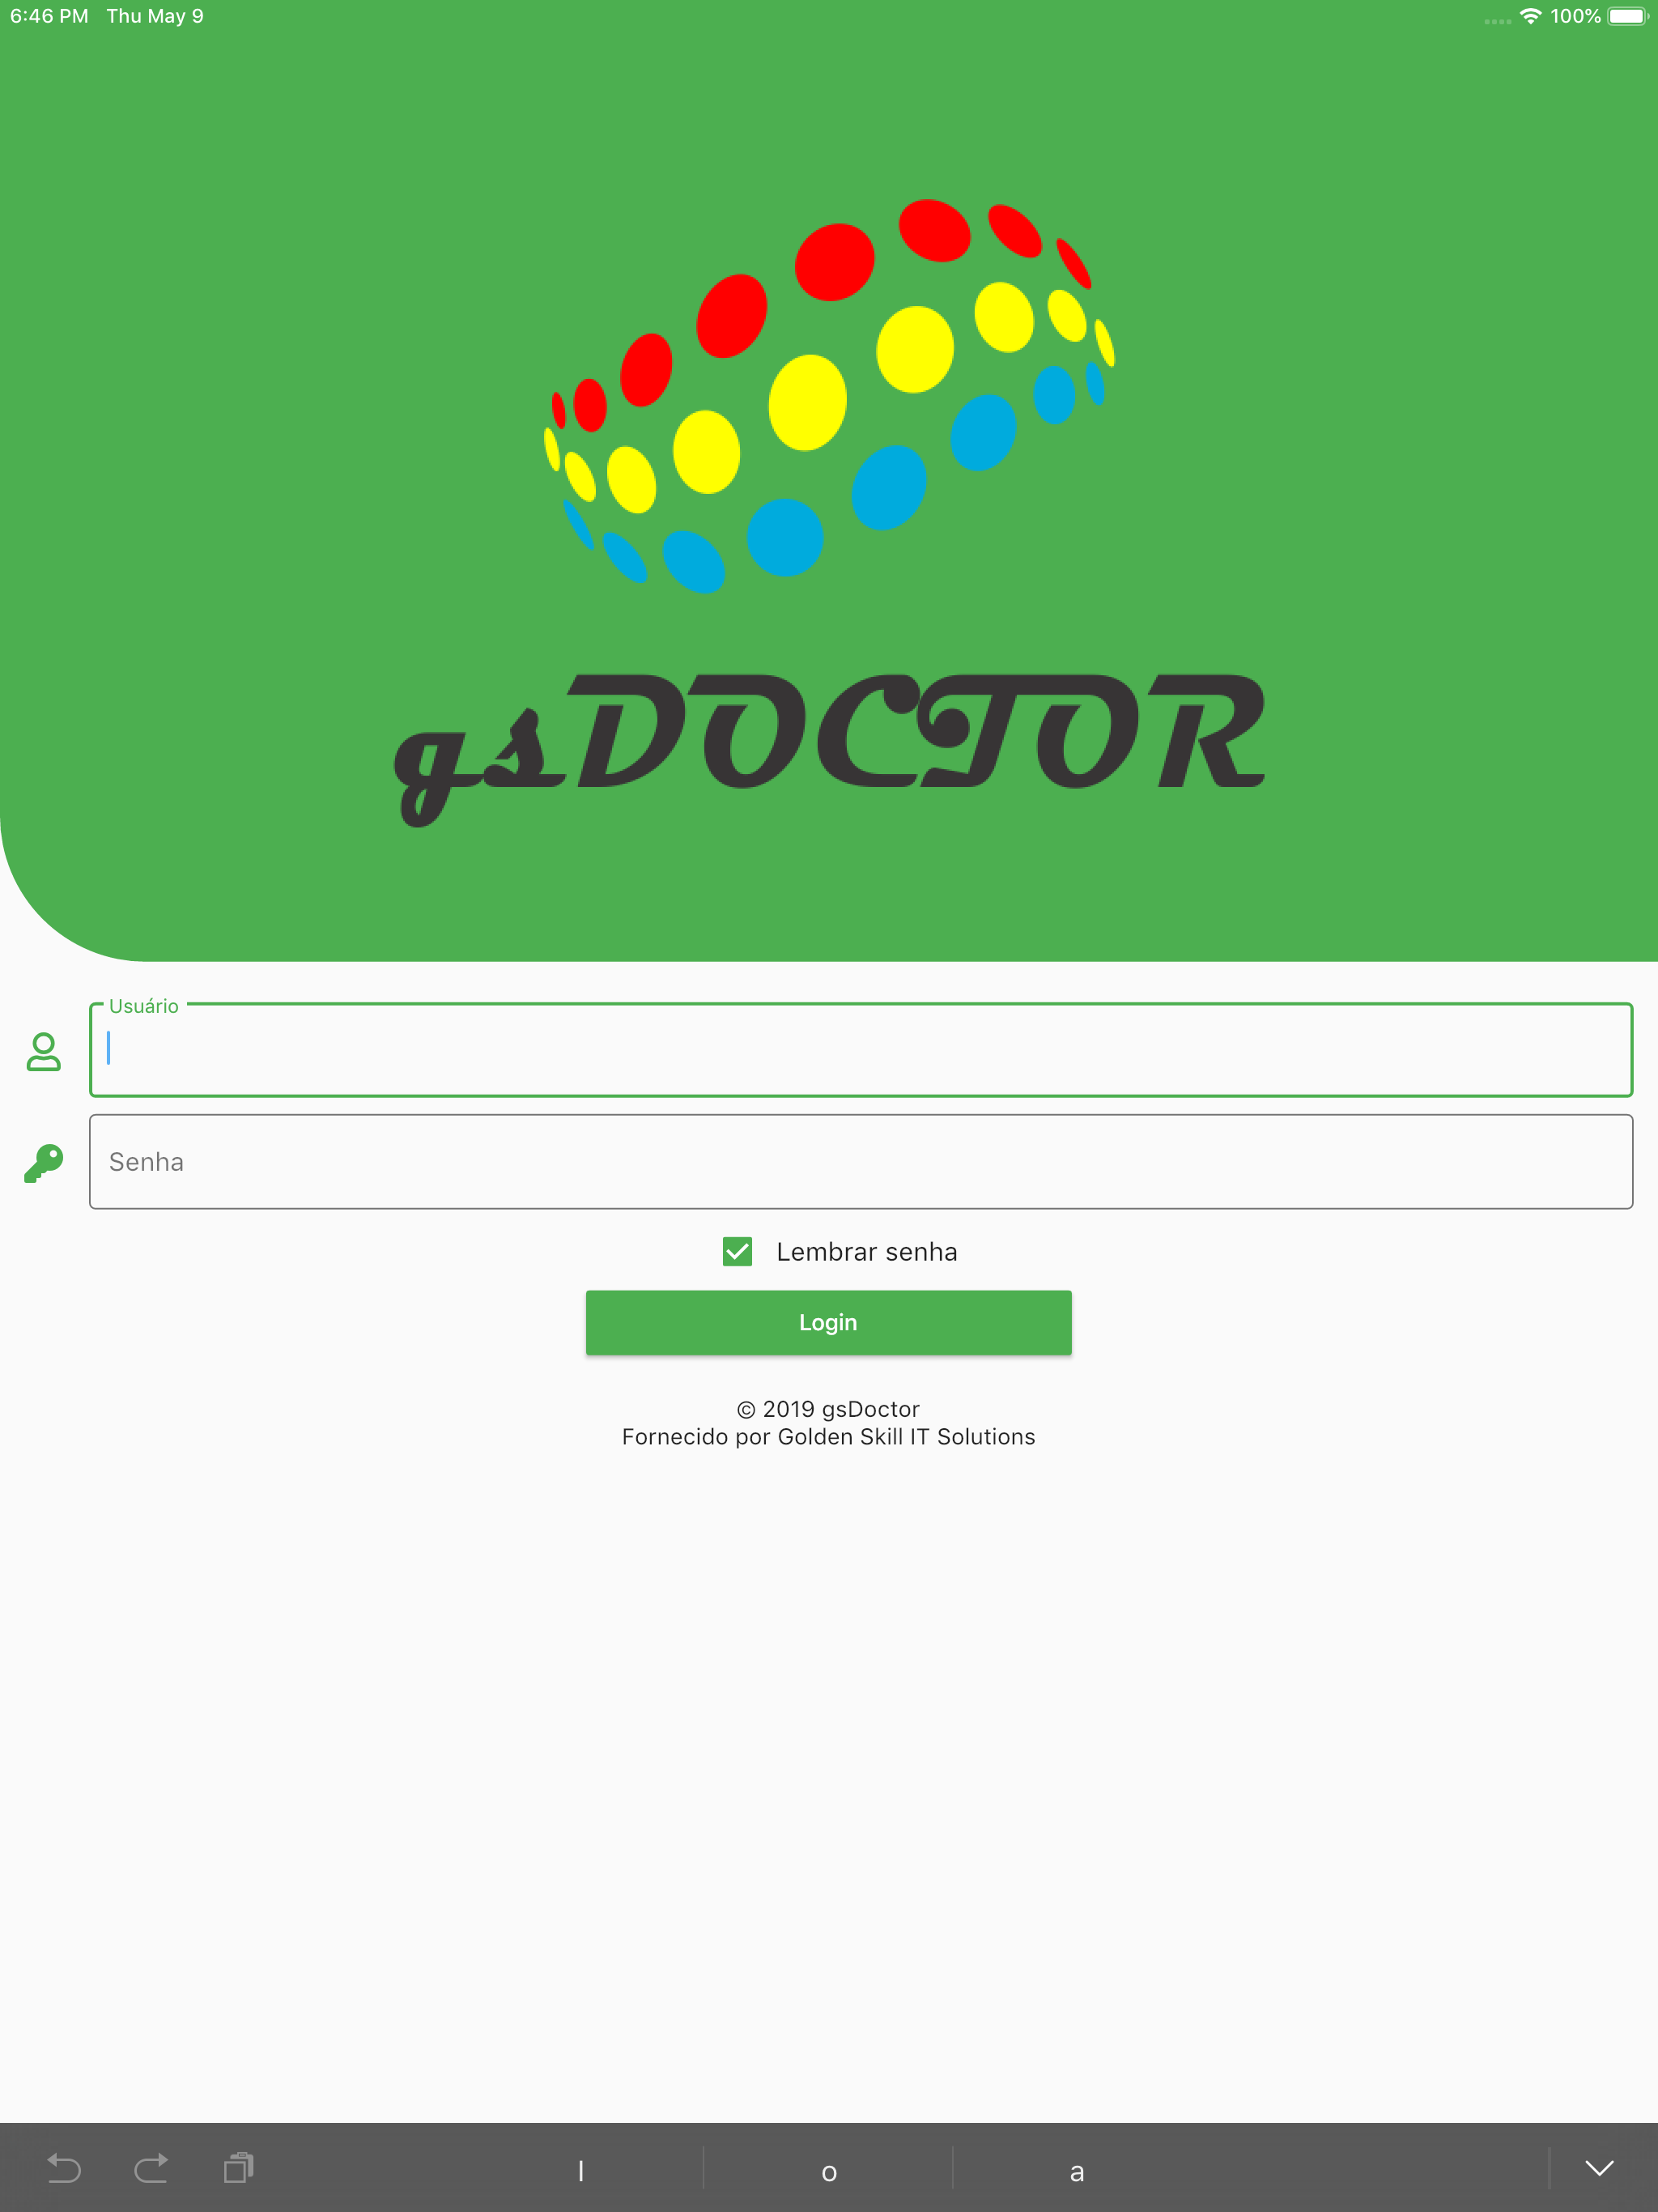 6:46 PM Thu May 9 100%
gsDOCTOR
Usuário
Senha
Lembrar senha
Login
© 2019 gsDoctor
Fornecido por Golden Skill IT Solutions
I o a